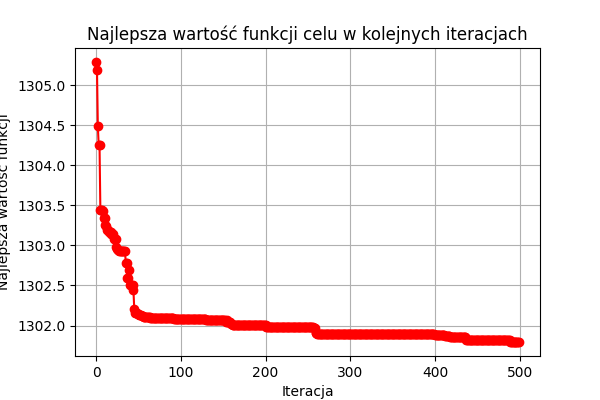 Najlepsza wartość funkcji celu w kolejnych iteracjach
Najlepsza wartość funkcji
1305.0
1304.5
1304.0
1303.5
1303.0
1302.5
1302.0
0 100 200 300 400 500
Iteracja